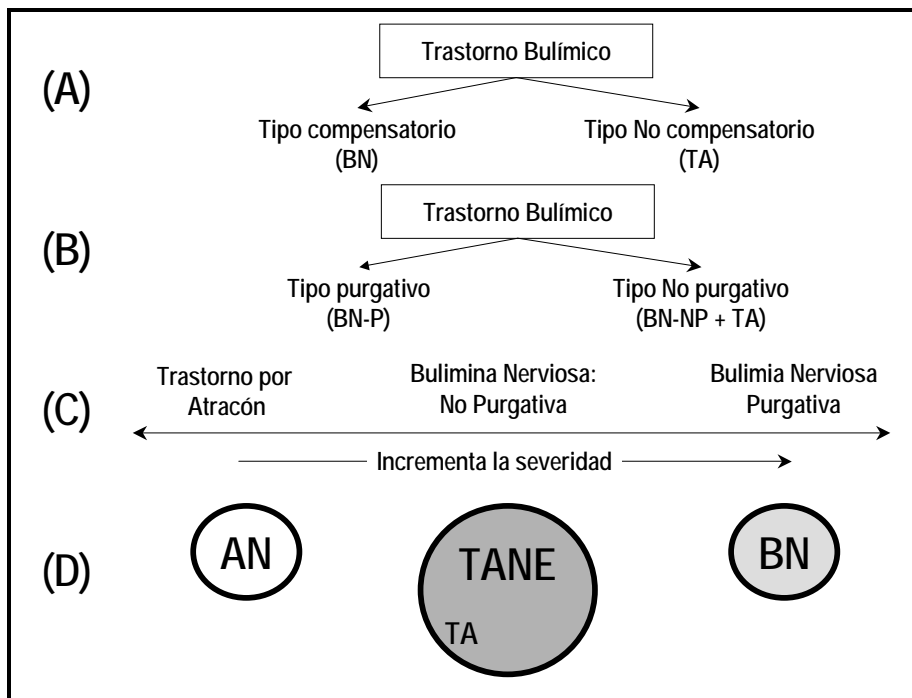 (A)
Trastorno Bulímico
Tipo compensatorio
(BN)
Tipo No compensatorio
(TA)
(B)
Trastorno Bulímico
Tipo purgativo
(BN-P)
Tipo No purgativo
(BN-NP + TA)
(C)
Trastorno por
Atracón
Bulimina Nerviosa:
No Purgativa
Bulimia Nerviosa
Purgativa
Incrementa la severidad
(D)
AN
TANE
TA
BN